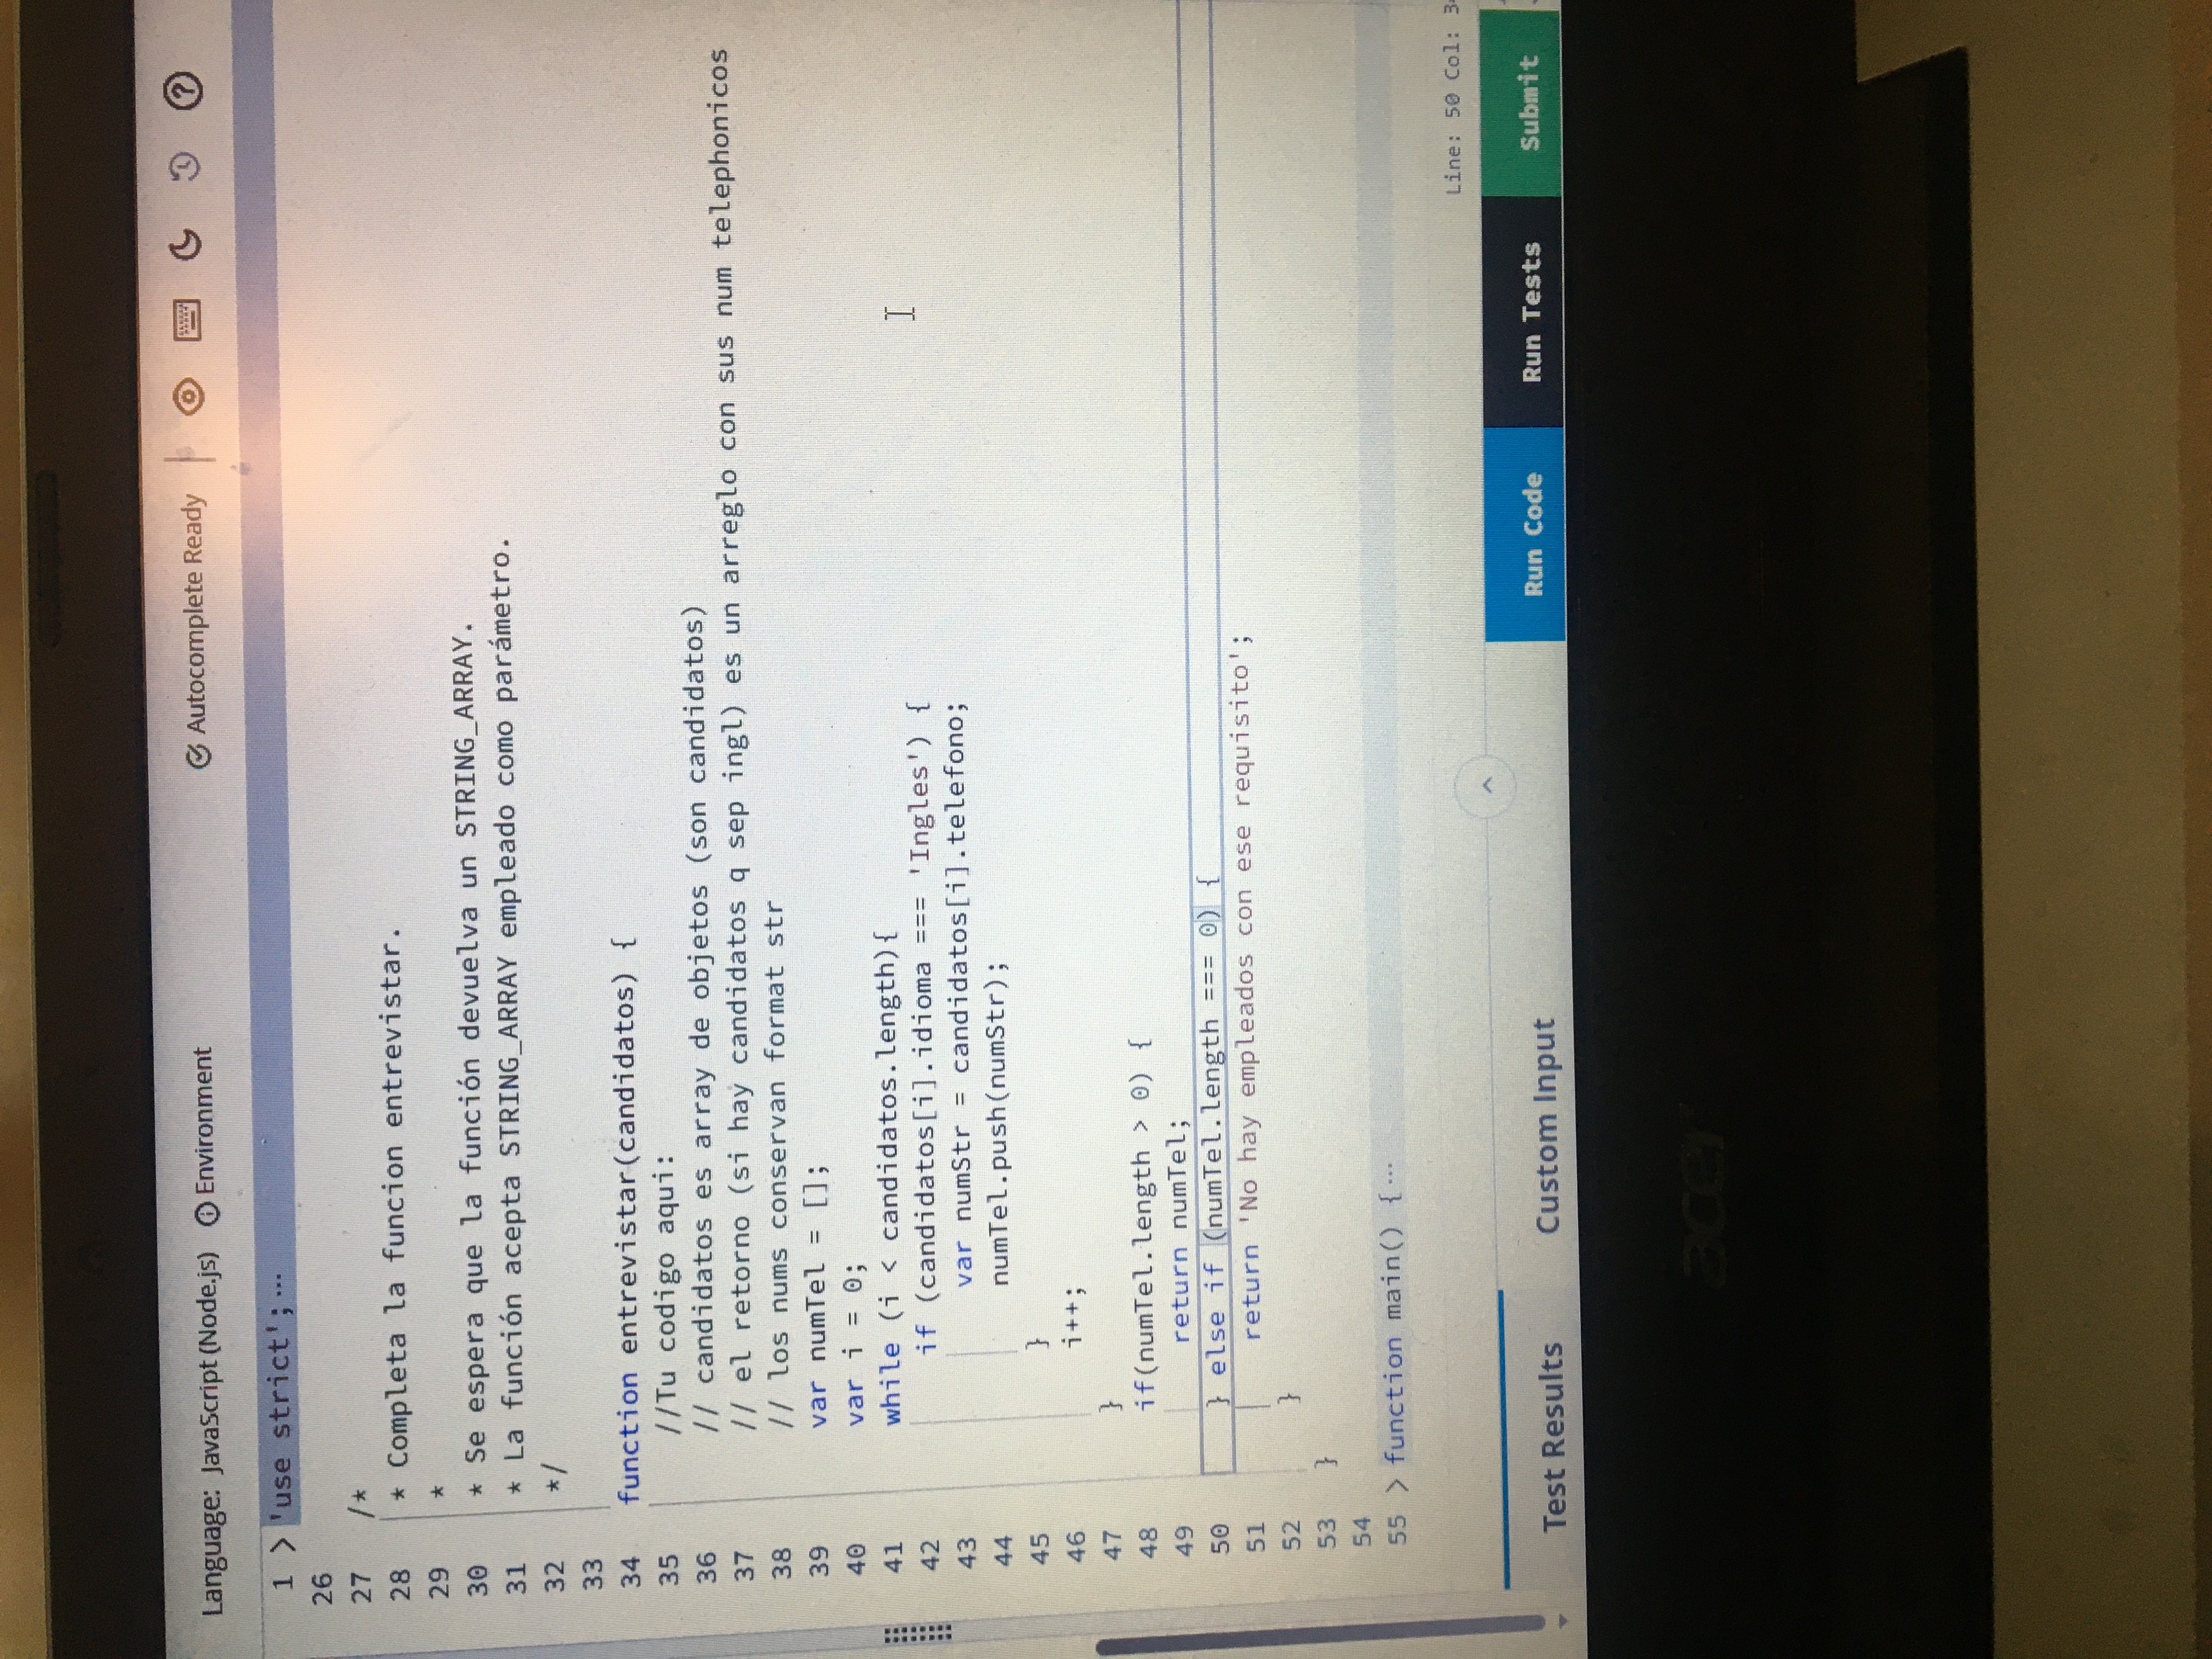 Language: JavaScript (Node.js) Environment Autocomplete Ready
1 > 'use strict'; ...
26
27 /*
28 * Completa la funcion entrevistar.
29 *
30 * Se espera que la función devuelva un STRING_ARRAY.
31 * La función acepta STRING_ARRAY empleado como parámetro.
32 */
33
34 function entrevistar(candidatos) {
35 //Tu codigo aqui:
36 // candidatos es array de objetos (son candidatos)
37 // el retorno (si hay candidatos q sep ingl) es un arreglo con sus num telephonicos
38 // los nums conservan format str
39 var numTel = [];
40 var i = 0;
41 while (i < candidatos.length){
42 if (candidatos[i].idioma === 'Ingles') {
43 var numStr = candidatos[i].telefono;
44 numTel.push(numStr);
45 }
46 i++;
47 }
48 if(numTel.length > 0) {
49 return numTel;
50 } else if (numTel.length === 0) {
51 return 'No hay empleados con ese requisito';
52 }
53 }
54
55 > function main() { ...
Line: 50 Col:
Test Results Custom Input Run Code Run Tests Submit
acer